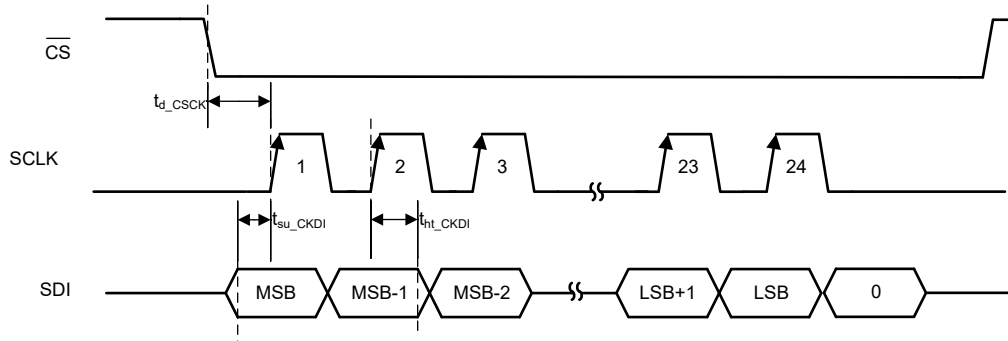 CS
t_d_CSCK
SCLK
1 2 3 23 24
t_su_CKDI t_ht_CKDI
SDI
MSB MSB-1 MSB-2 LSB+1 LSB 0